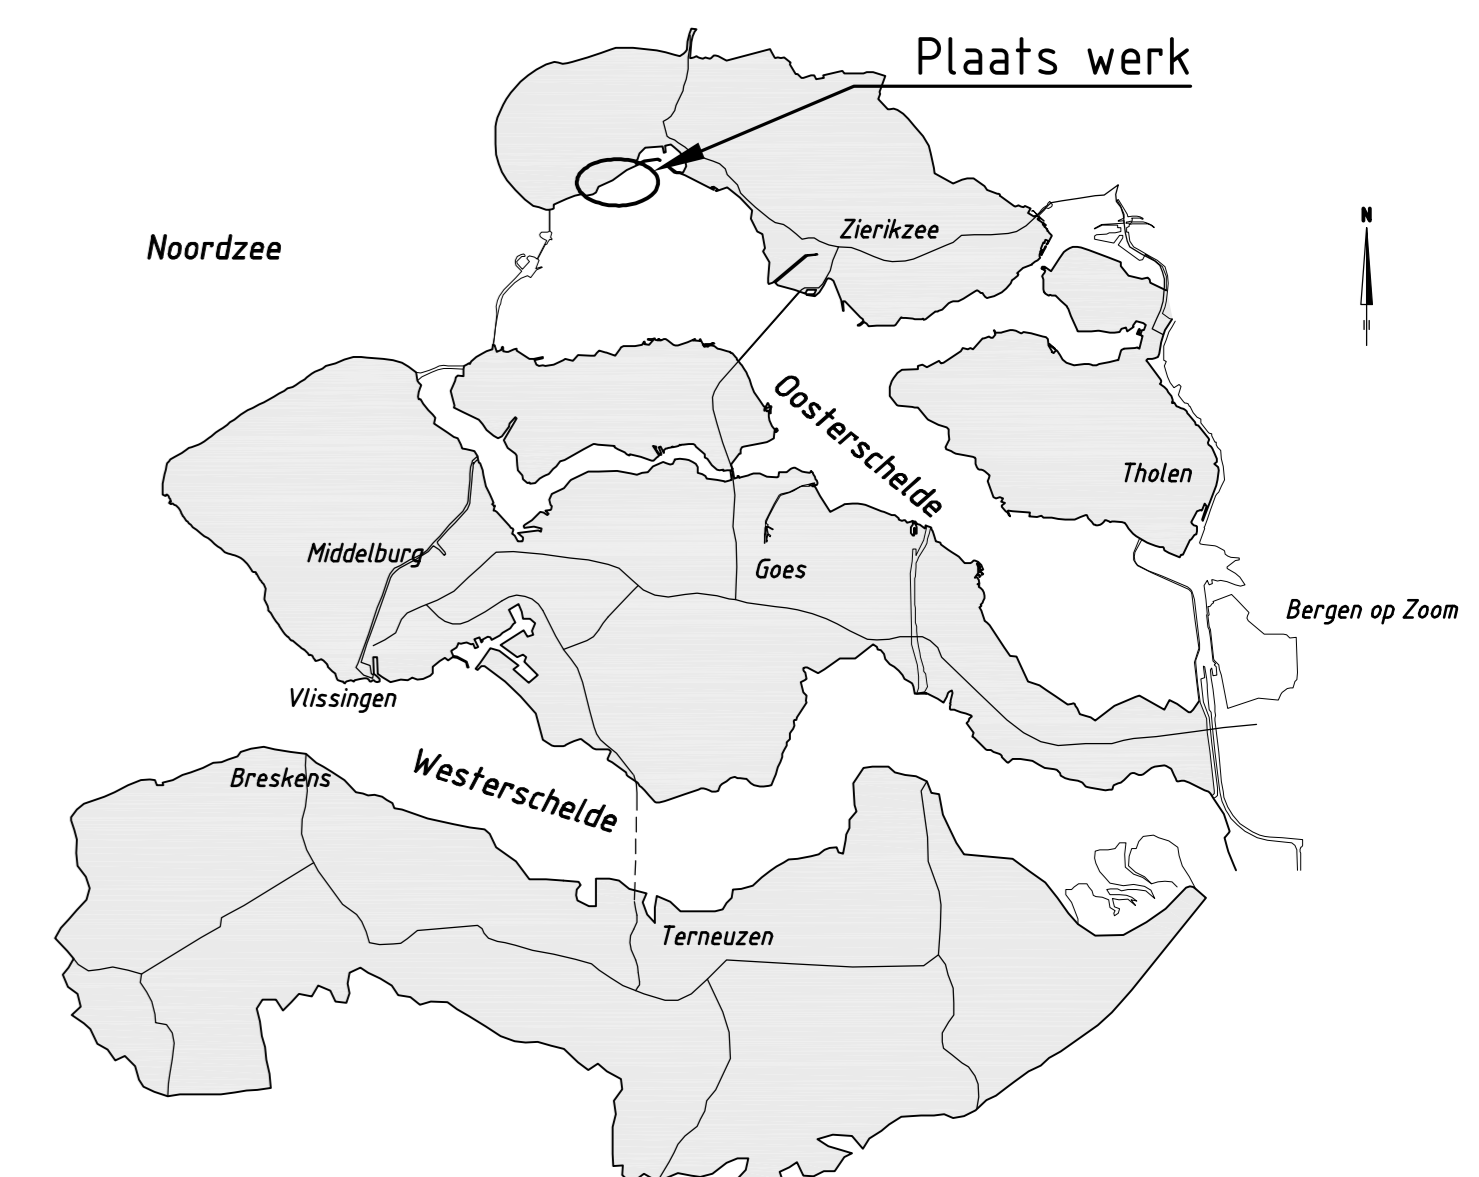 Plaats werk
N
Zierikzee
Noordzee
Oosterschelde
Tholen
Middelburg
Goes
Bergen op Zoom
Vlissingen
Westerschelde
Breskens
Terneuzen